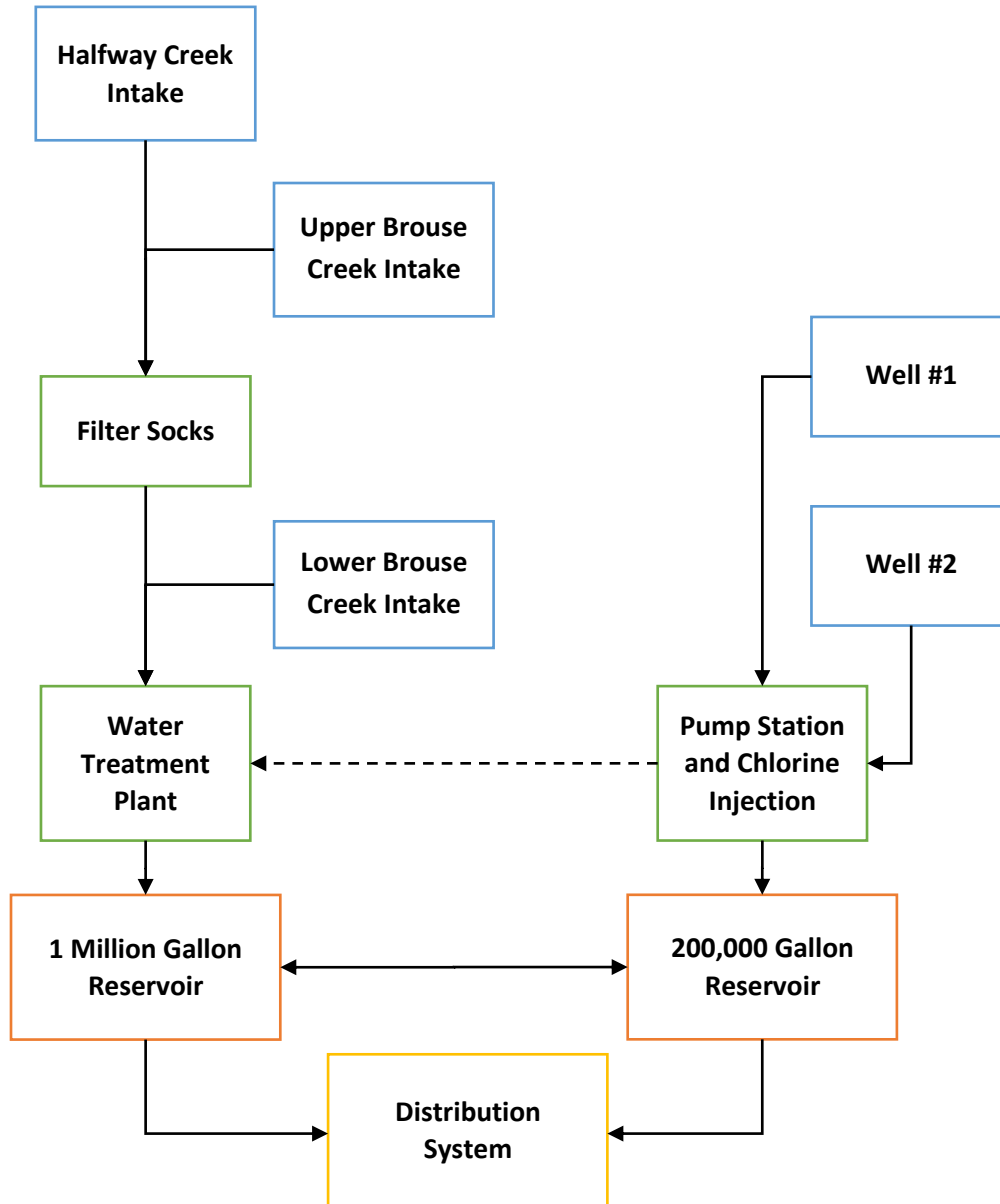 Halfway Creek
Intake
Upper Brouse
Creek Intake
Well #1
Filter Socks
Well #2
Lower Brouse
Creek Intake
Water
Treatment
Plant
Pump Station
and Chlorine
Injection
1 Million Gallon
Reservoir
200,000 Gallon
Reservoir
Distribution
System